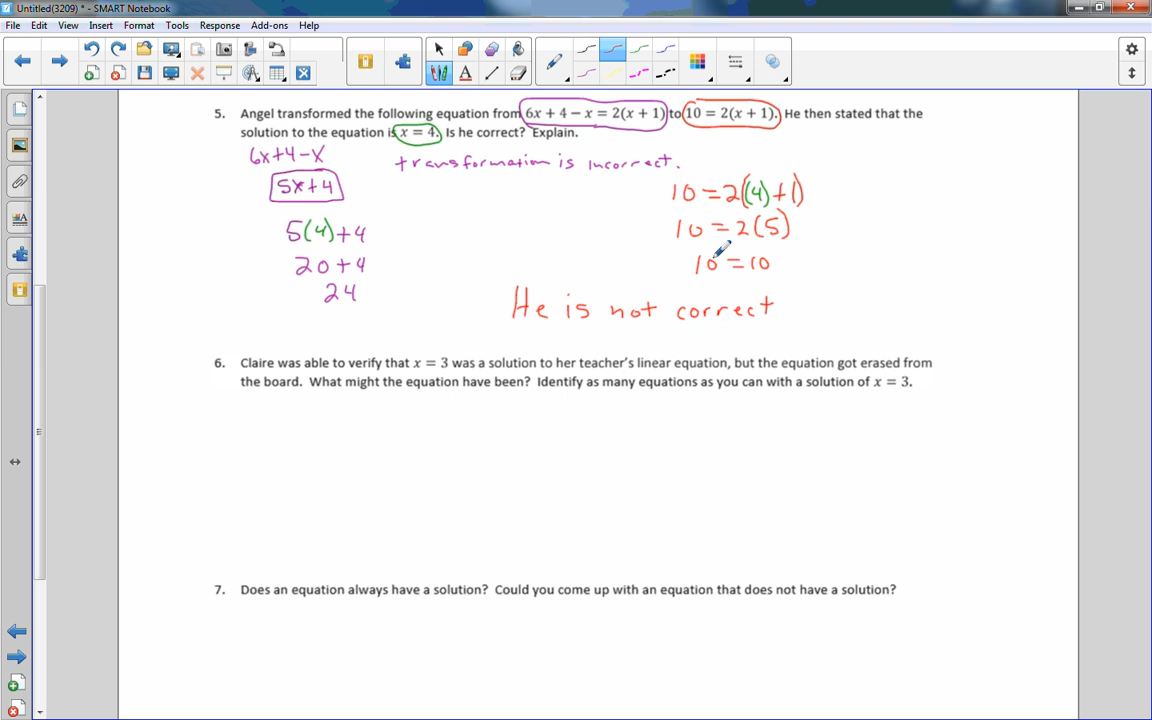 Untitled(3209) * - SMART Notebook
File Edit View Insert Format Tools Response Add-ons Help
5. Angel transformed the following equation from 6x + 4 − x = 2(x + 1) to 10 = 2(x + 1). He then stated that the
solution to the equation is x = 4. Is he correct? Explain.
6x+4-x
transformation is incorrect.
5x+4
10 = 2((4)+1)
5(4)+4
10 = 2(5)
20+4
10 = 10
24
He is not correct
6. Claire was able to verify that x = 3 was a solution to her teacher's linear equation, but the equation got erased from
the board. What might the equation have been? Identify as many equations as you can with a solution of x = 3.
7. Does an equation always have a solution? Could you come up with an equation that does not have a solution?